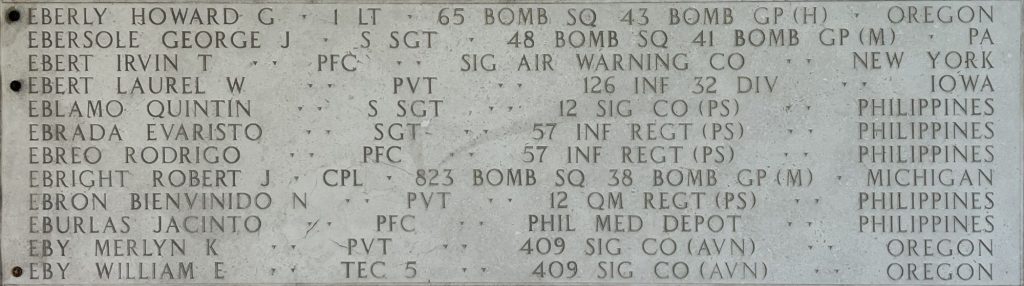 EBERLY HOWARD G · 1 LT · 65 BOMB SQ 43 BOMB GP (H) · OREGON
EBERSOLE GEORGE J · S SGT · 48 BOMB SQ 41 BOMB GP (M) · PA
EBERT IRVIN T · · PFC · · SIG AIR WARNING CO · · NEW YORK
EBERT LAUREL W · · PVT · · 126 INF 32 DIV · · IOWA
EBLAMO QUINTIN · · S SGT · · 12 SIG CO (PS) · · PHILIPPINES
EBRADA EVARISTO · · SGT · · 57 INF REGT (PS) · · PHILIPPINES
EBREO RODRIGO · · PFC · · 57 INF REGT (PS) · · PHILIPPINES
EBRIGHT ROBERT J · CPL · 823 BOMB SQ 38 BOMB GP (M) · MICHIGAN
EBRON BIENVINIDO N · · PVT · · 12 QM REGT (PS) · · PHILIPPINES
EBURLAS JACINTO · · PFC · · PHIL MED DEPOT · · PHILIPPINES
EBY MERLYN K · · PVT · · 409 SIG CO (AVN) · · OREGON
EBY WILLIAM E · · TEC 5 · · 409 SIG CO (AVN) · · OREGON